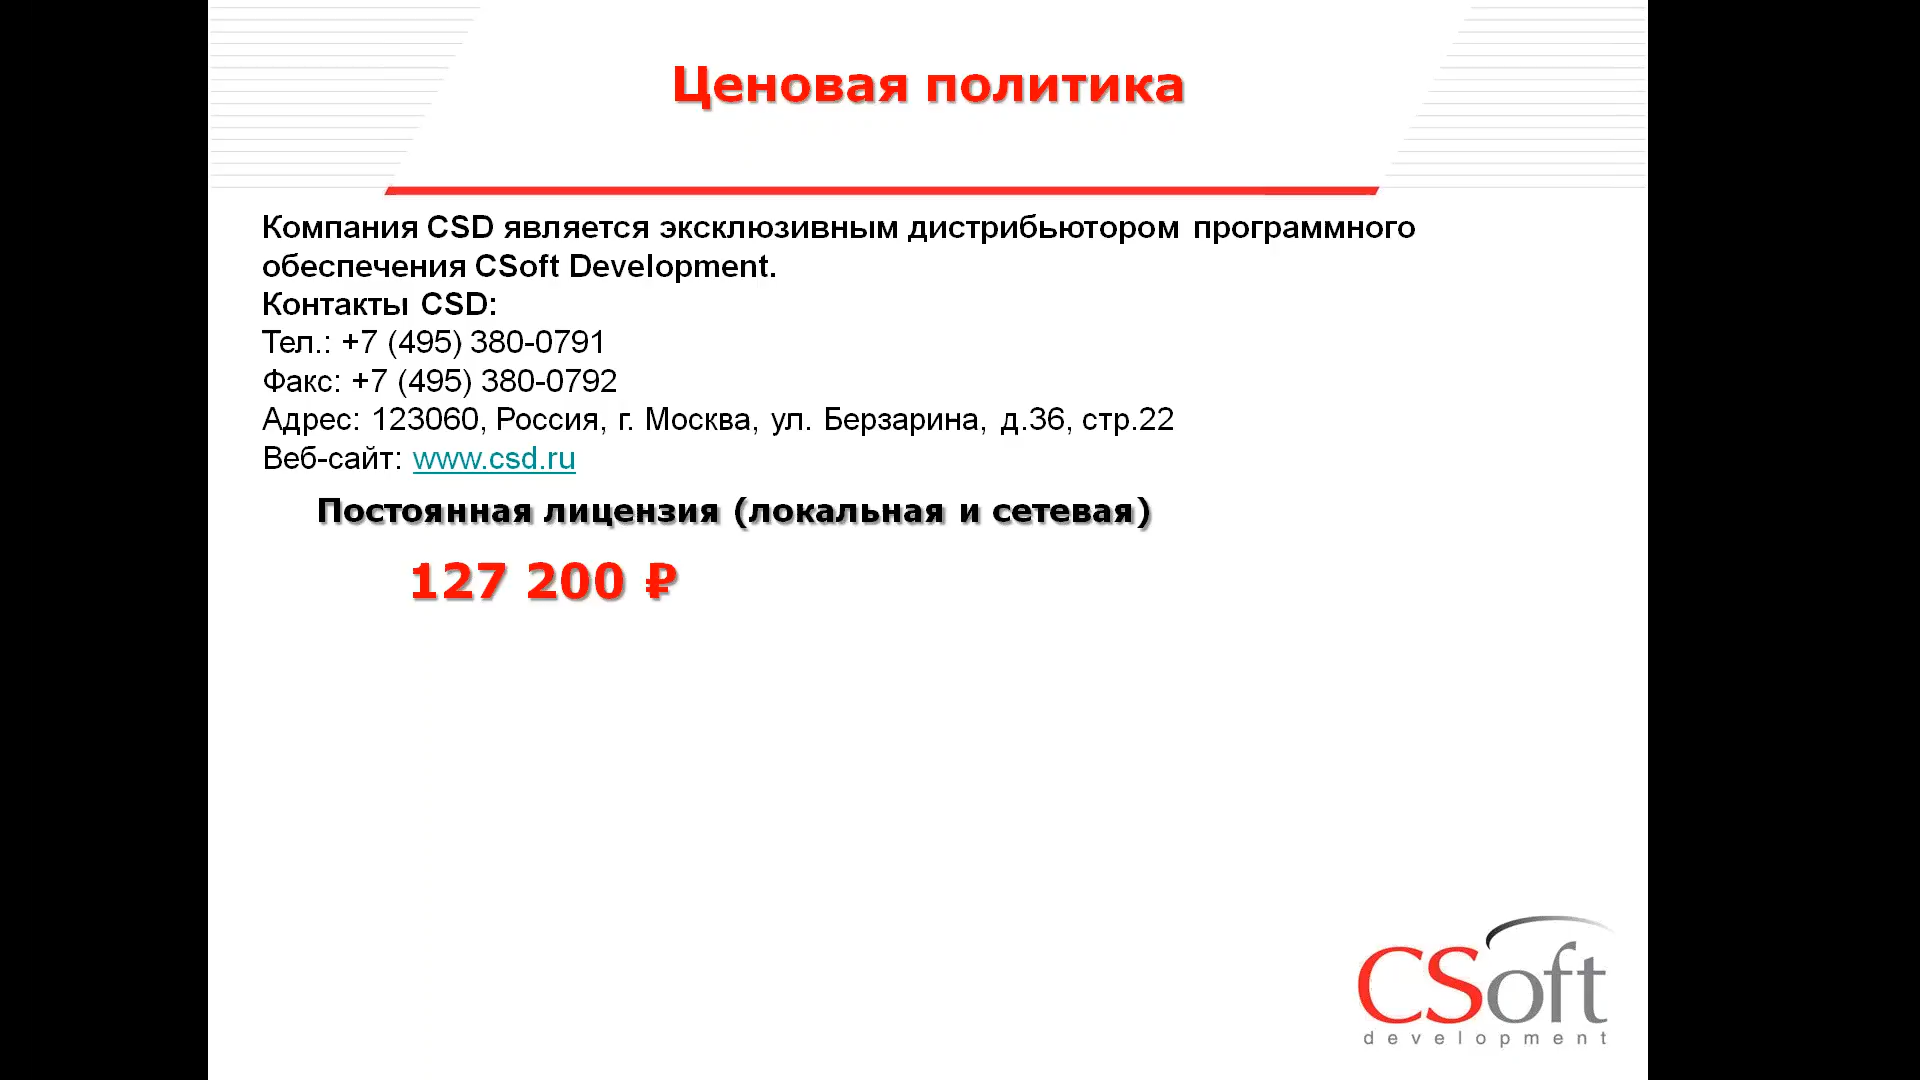 Ценовая политика
Компания CSD является эксклюзивным дистрибьютором программного
обеспечения CSoft Development.
Контакты CSD:
Тел.: +7 (495) 380-0791
Факс: +7 (495) 380-0792
Адрес: 123060, Россия, г. Москва, ул. Берзарина, д.36, стр.22
Веб-сайт: www.csd.ru
Постоянная лицензия (локальная и сетевая)
127 200 ₽
CSoft
development